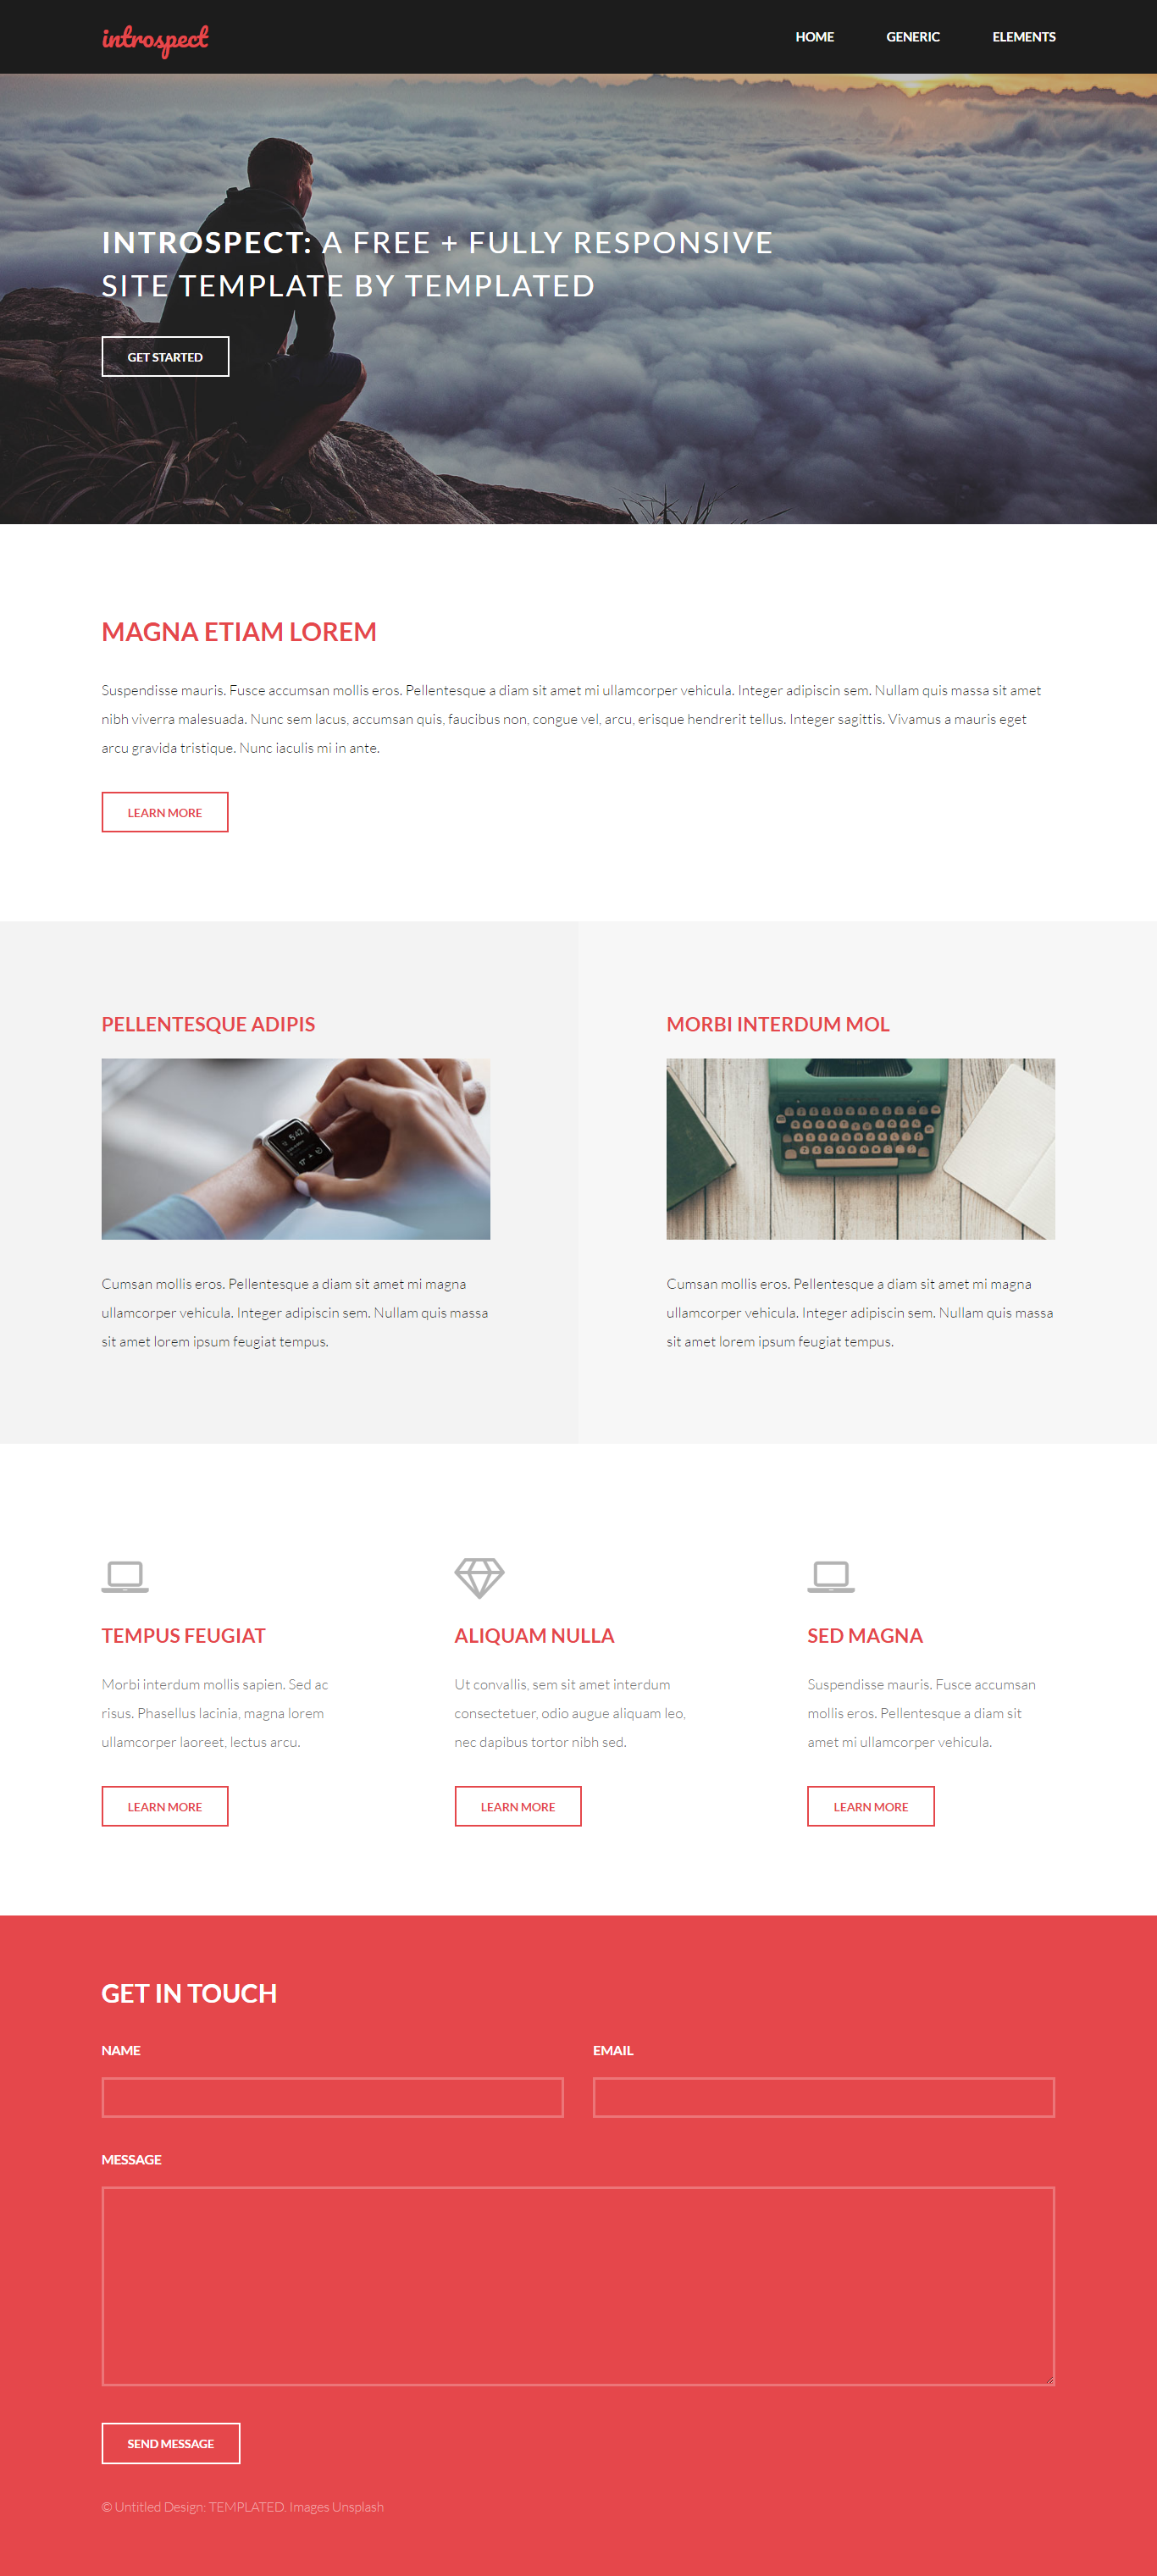 introspect
HOME GENERIC ELEMENTS
INTROSPECT: A FREE + FULLY RESPONSIVE
SITE TEMPLATE BY TEMPLATED
GET STARTED
MAGNA ETIAM LOREM
Suspendisse mauris. Fusce accumsan mollis eros. Pellentesque a diam sit amet mi ullamcorper vehicula. Integer adipiscin sem. Nullam quis massa sit amet
nibh viverra malesuada. Nunc sem lacus, accumsan quis, faucibus non, congue vel, arcu, erisque hendrerit tellus. Integer sagittis. Vivamus a mauris eget
arcu gravida tristique. Nunc iaculis mi in ante.
LEARN MORE
PELLENTESQUE ADIPIS
5:42
Cumsan mollis eros. Pellentesque a diam sit amet mi magna
ullamcorper vehicula. Integer adipiscin sem. Nullam quis massa
sit amet lorem ipsum feugiat tempus.
MORBI INTERDUM MOL
Cumsan mollis eros. Pellentesque a diam sit amet mi magna
ullamcorper vehicula. Integer adipiscin sem. Nullam quis massa
sit amet lorem ipsum feugiat tempus.
TEMPUS FEUGIAT
Morbi interdum mollis sapien. Sed ac
risus. Phasellus lacinia, magna lorem
ullamcorper laoreet, lectus arcu.
LEARN MORE
ALIQUAM NULLA
Ut convallis, sem sit amet interdum
consectetuer, odio augue aliquam leo,
nec dapibus tortor nibh sed.
LEARN MORE
SED MAGNA
Suspendisse mauris. Fusce accumsan
mollis eros. Pellentesque a diam sit
amet mi ullamcorper vehicula.
LEARN MORE
GET IN TOUCH
NAME
EMAIL
MESSAGE
SEND MESSAGE
© Untitled Design: TEMPLATED. Images Unsplash